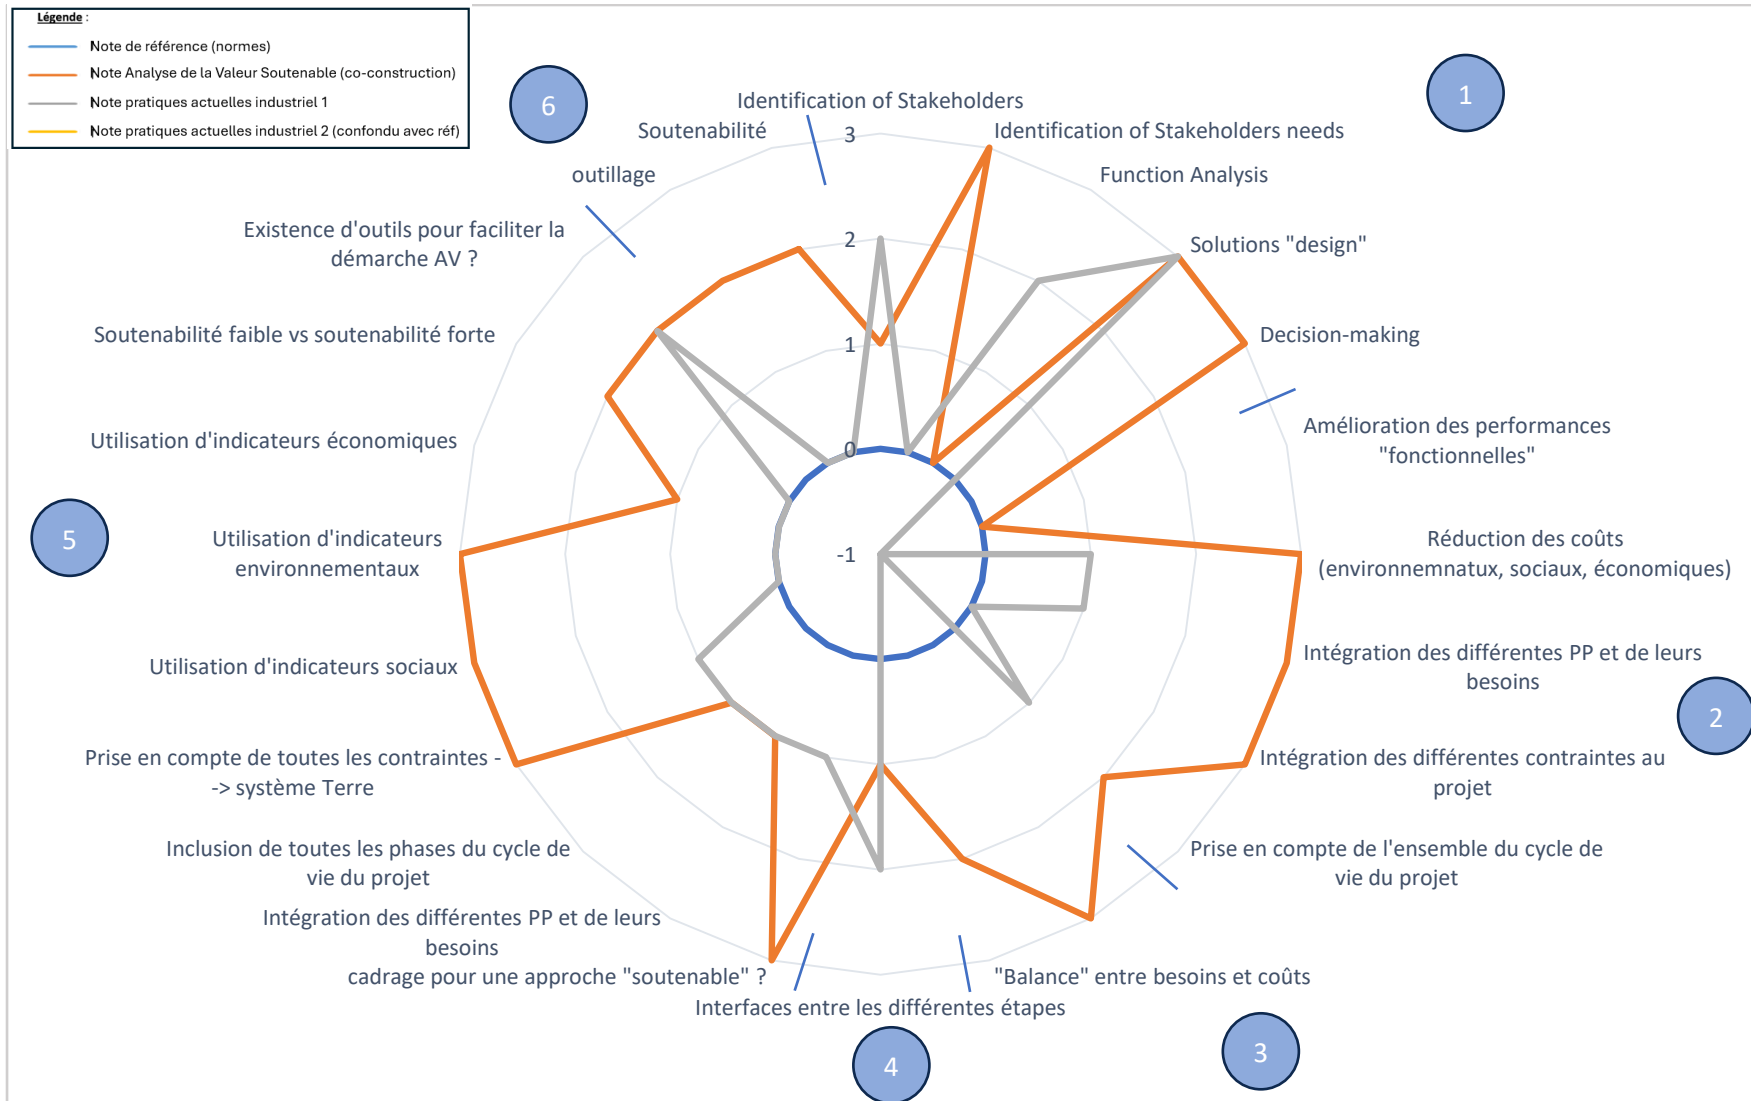 Légende :
Note de référence (normes)
Note Analyse de la Valeur Soutenable (co-construction)
Note pratiques actuelles industriel 1
Note pratiques actuelles industriel 2 (confondu avec réf)
6
1
Identification of Stakeholders
Soutenabilité
3
Identification of Stakeholders needs
outillage
Function Analysis
Existence d'outils pour faciliter la
démarche AV ?
2
Solutions "design"
Soutenabilité faible vs soutenabilité forte
1
Decision-making
Utilisation d'indicateurs économiques
0
Amélioration des performances
"fonctionnelles"
5
Utilisation d'indicateurs
environnementaux
-1
Réduction des coûts
(environnemnatux, sociaux, économiques)
Utilisation d'indicateurs sociaux
Intégration des différentes PP et de leurs
besoins
2
Prise en compte de toutes les contraintes -
-> système Terre
Intégration des différentes contraintes au
projet
Inclusion de toutes les phases du cycle de
vie du projet
Prise en compte de l'ensemble du cycle de
vie du projet
Intégration des différentes PP et de leurs
besoins
cadrage pour une approche "soutenable" ?
"Balance" entre besoins et coûts
Interfaces entre les différentes étapes
4
3